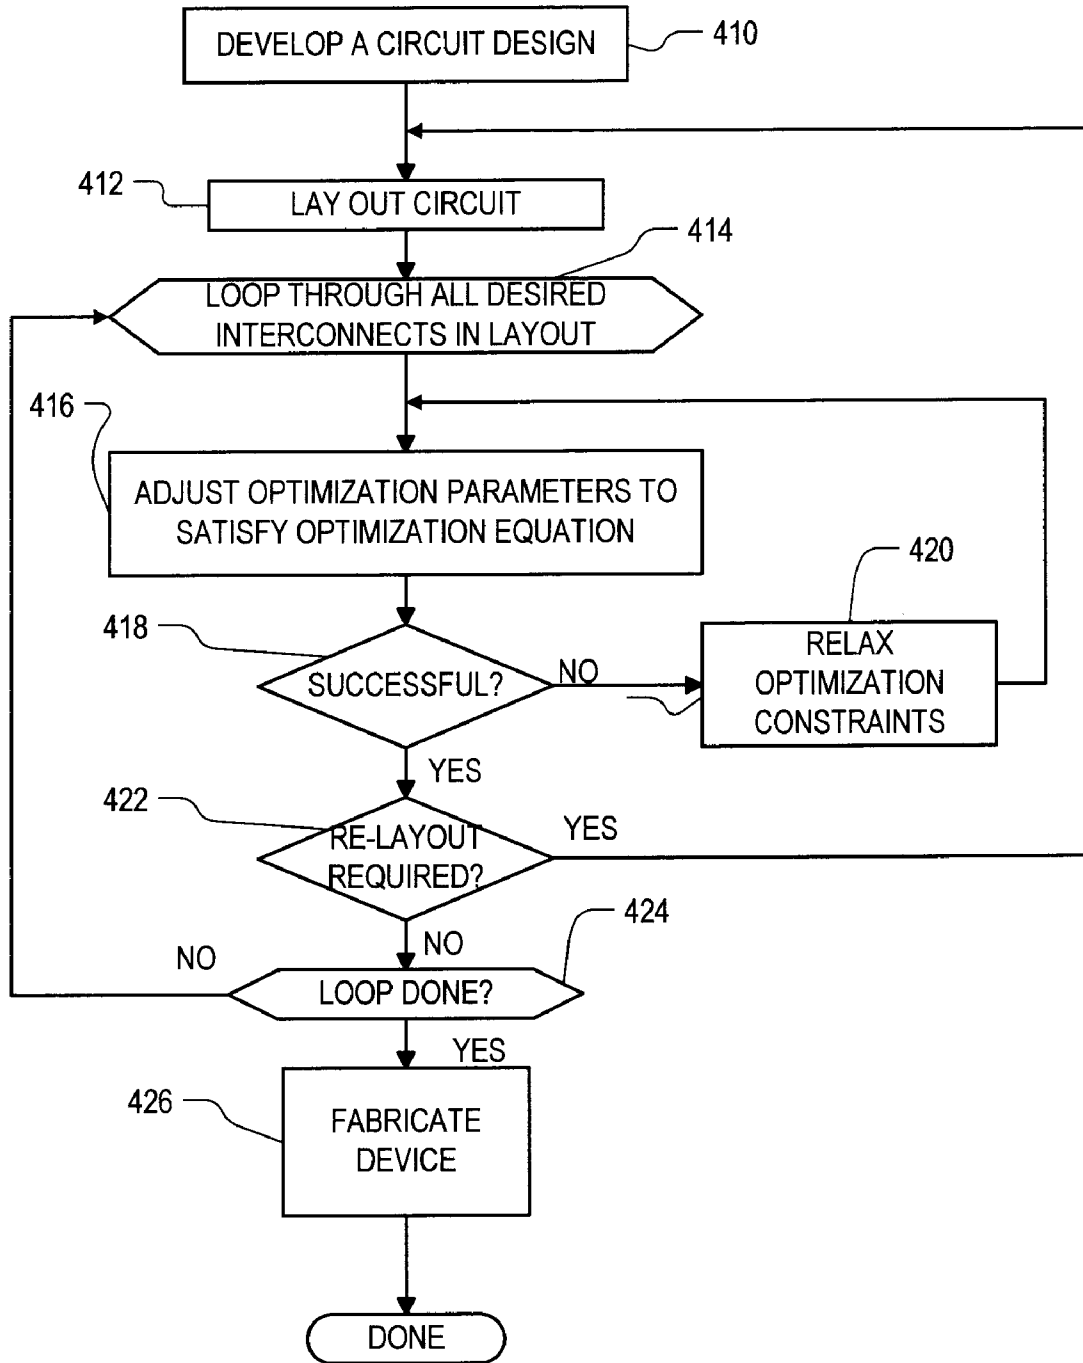 DEVELOP A CIRCUIT DESIGN
410
412
LAY OUT CIRCUIT
414
LOOP THROUGH ALL DESIRED
INTERCONNECTS IN LAYOUT
416
ADJUST OPTIMIZATION PARAMETERS TO
SATISFY OPTIMIZATION EQUATION
420
418
SUCCESSFUL?
NO
RELAX
OPTIMIZATION
CONSTRAINTS
YES
422
RE-LAYOUT
REQUIRED?
YES
424
NO
NO
LOOP DONE?
YES
426
FABRICATE
DEVICE
DONE